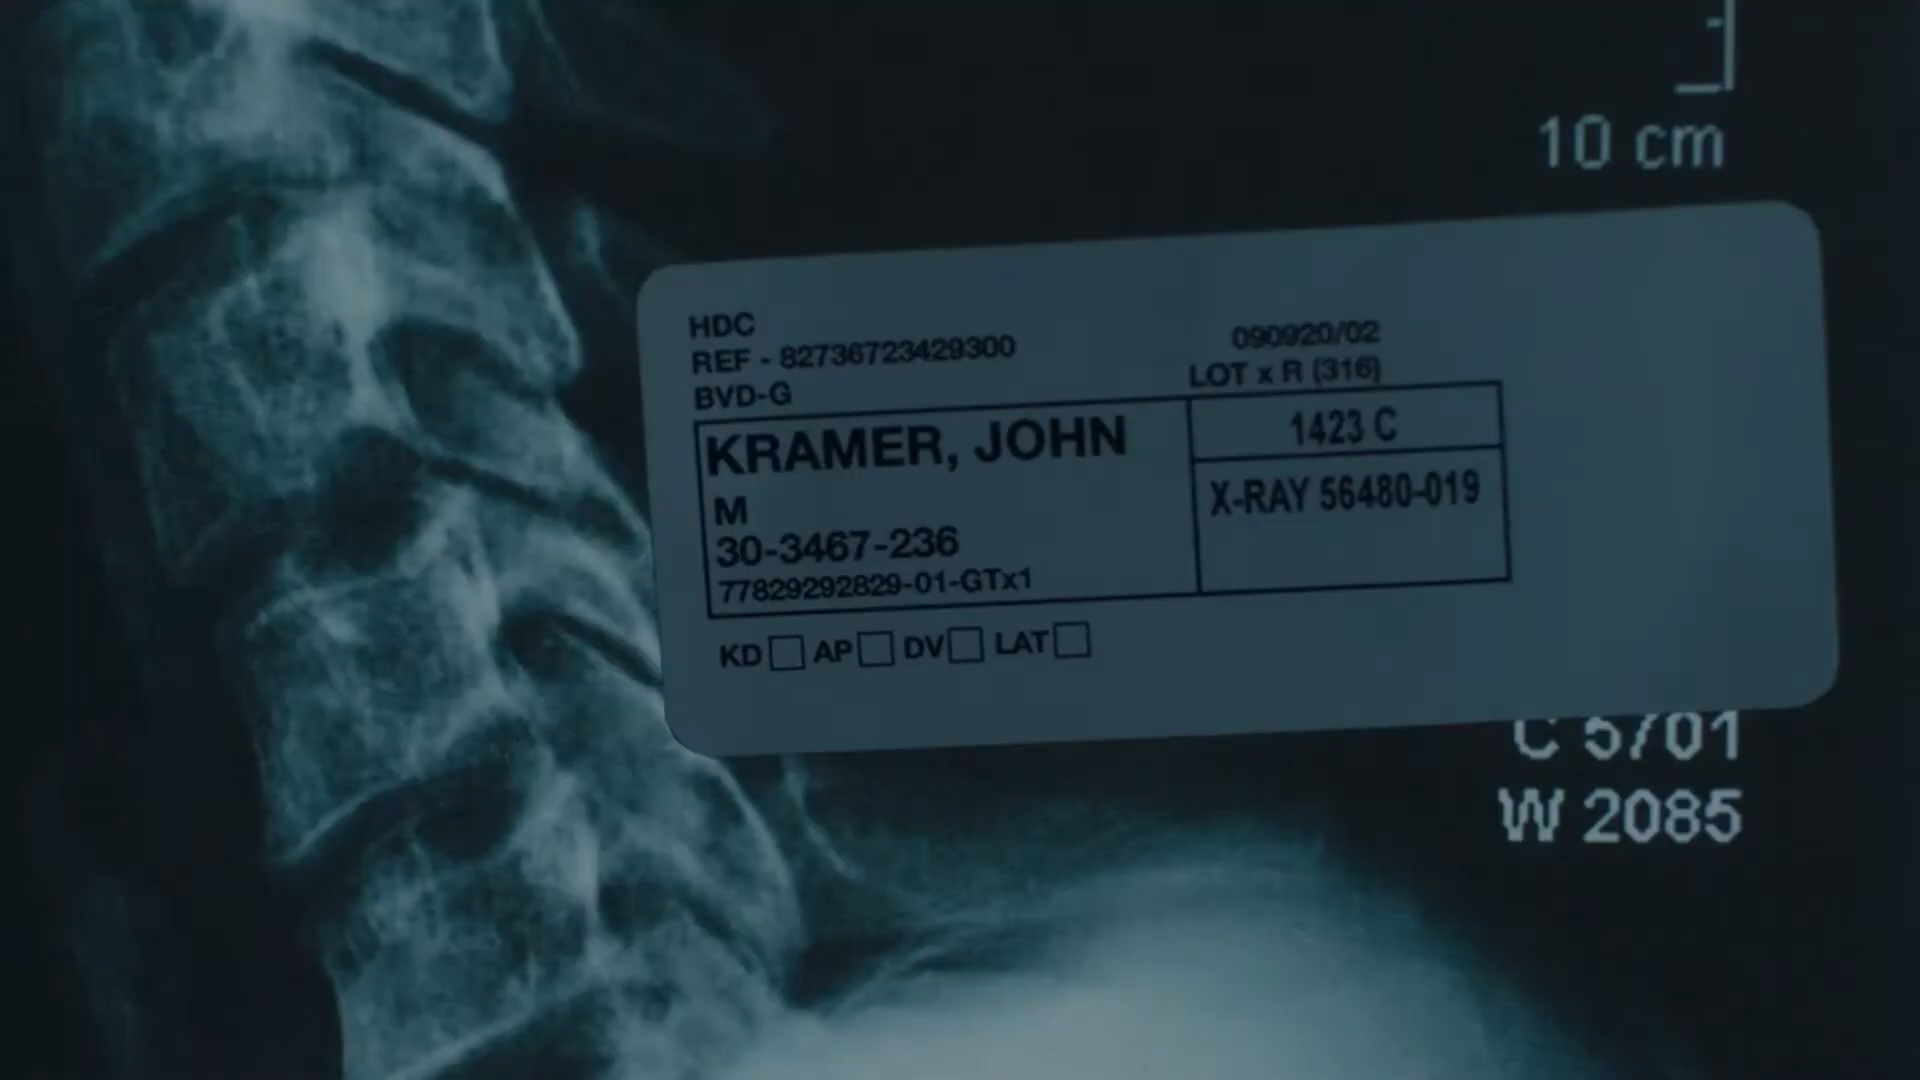 10 cm
HDC
REF - 82736723429300
BVD-G
090920/02
LOT x R (316)
KRAMER, JOHN
M
30-3467-236
77829292829-01-GTx1
1423 C
X-RAY 56480-019
KD AP DV LAT
C 5701
W 2085